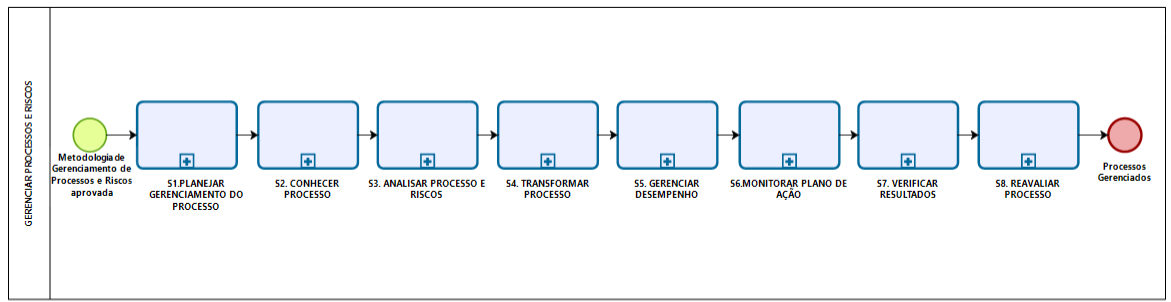 GERENCIAR PROCESSOS E RISCOS
Metodologia de
Gerenciamento de
Processos e Riscos
aprovada
S1.PLANEJAR
GERENCIAMENTO DO
PROCESSO
S2. CONHECER
PROCESSO
S3. ANALISAR PROCESSO E
RISCOS
S4. TRANSFORMAR
PROCESSO
S5. GERENCIAR
DESEMPENHO
S6.MONITORAR PLANO DE
AÇÃO
S7. VERIFICAR
RESULTADOS
S8. REAVALIAR
PROCESSO
Processos
Gerenciados